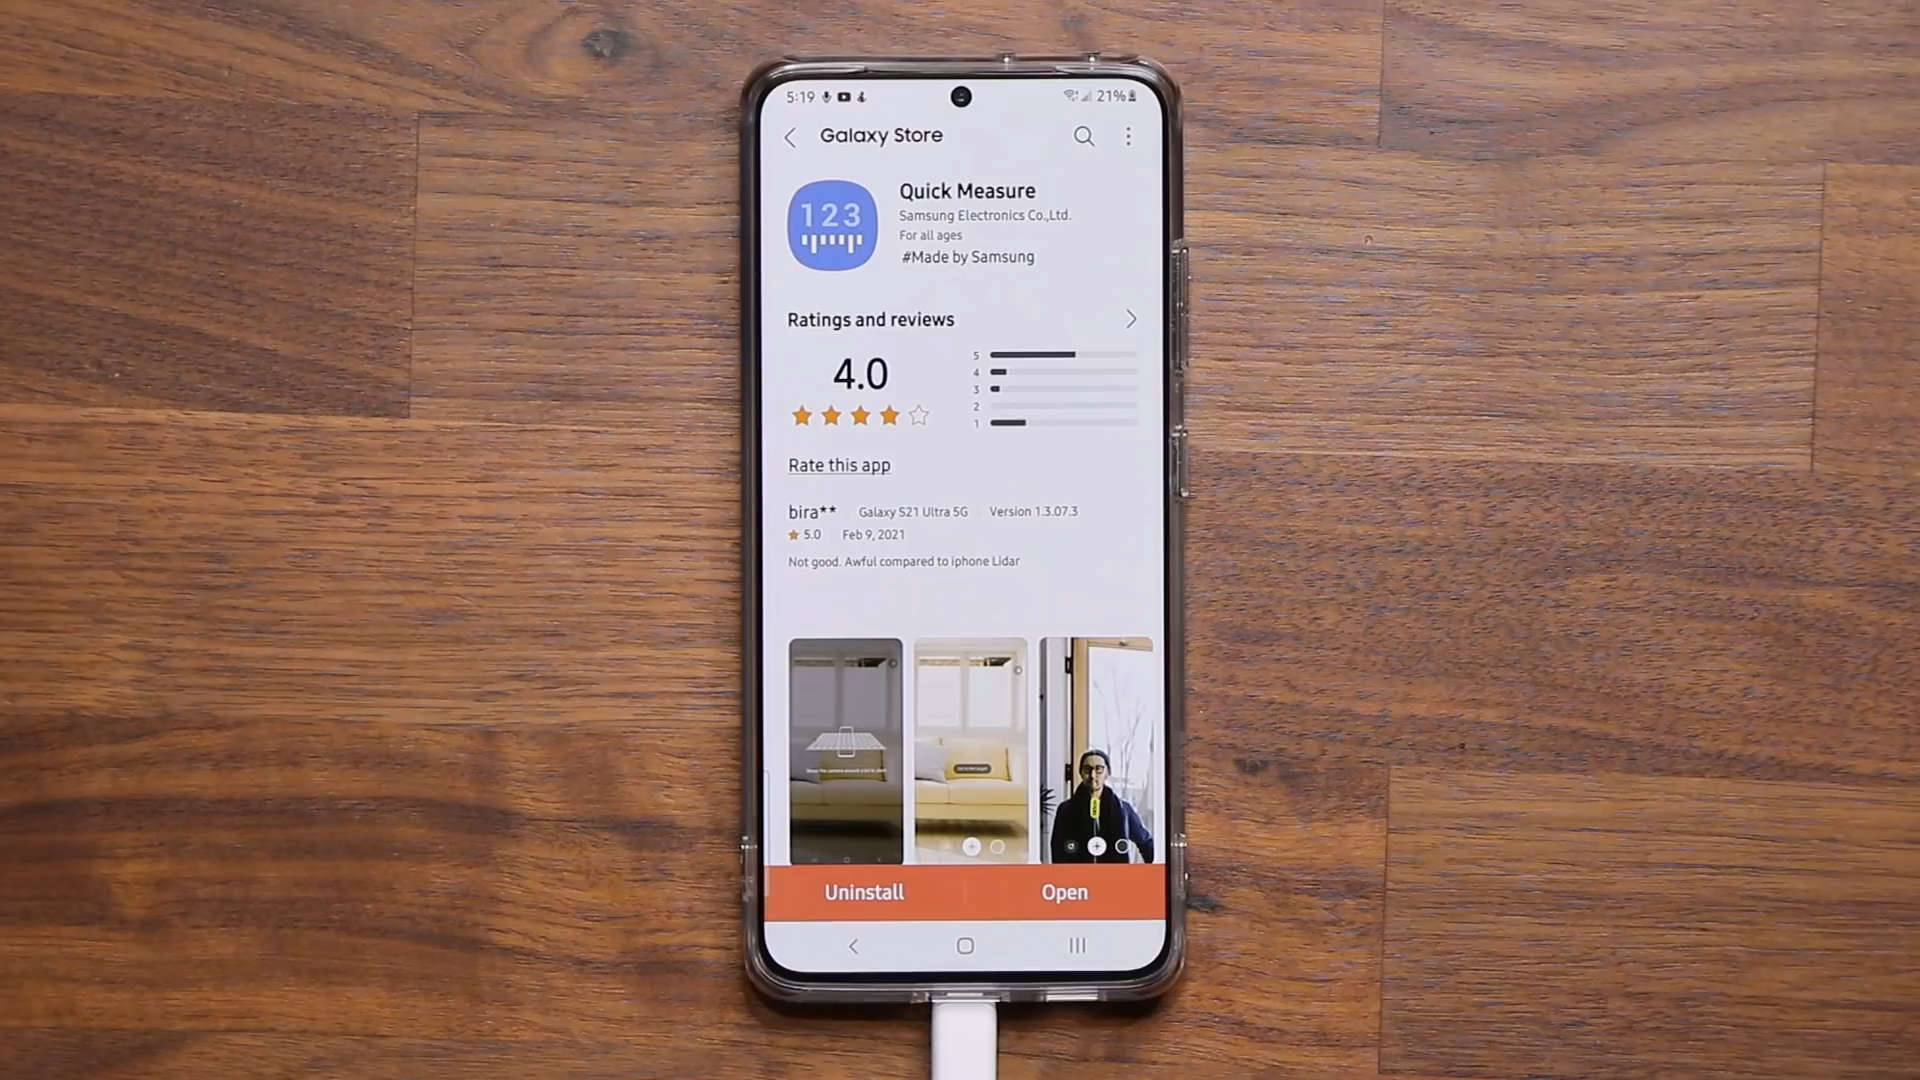 5:19
21%
Galaxy Store
123
Quick Measure
Samsung Electronics Co.,Ltd.
For all ages
#Made by Samsung
Ratings and reviews
4.0
5
4
3
2
1
Rate this app
bira**
Galaxy S21 Ultra 5G
Version 1.3.07.3
5.0
Feb 9, 2021
Not good. Awful compared to iphone Lidar
Uninstall
Open